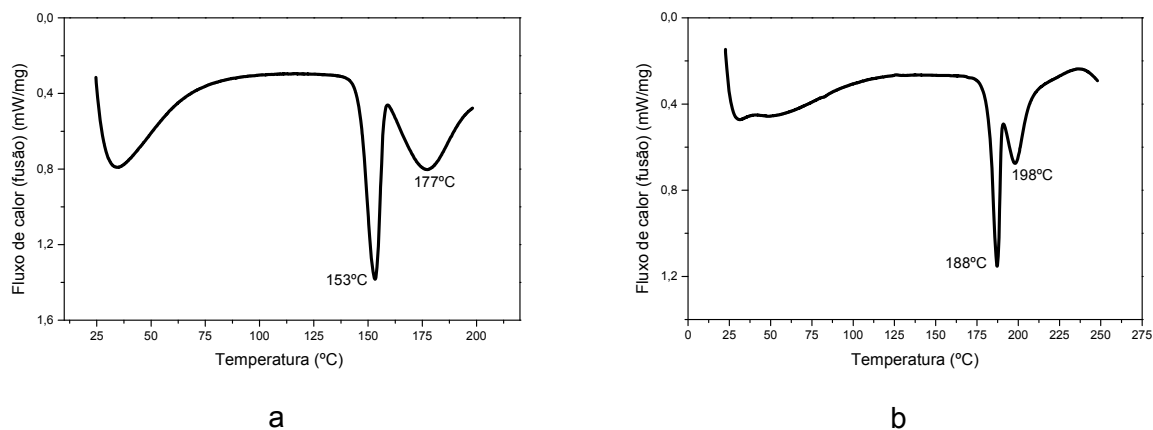 0,0
0,4
0,8
1,2
1,6
Fluxo de calor (fusão) (mW/mg)
153ºC
177ºC
25 50 75 100 125 150 175 200
Temperatura (ºC)
a
0,0
0,4
0,8
1,2
Fluxo de calor (fusão) (mW/mg)
198ºC
188ºC
0 25 50 75 100 125 150 175 200 225 250 275
Temperatura (ºC)
b